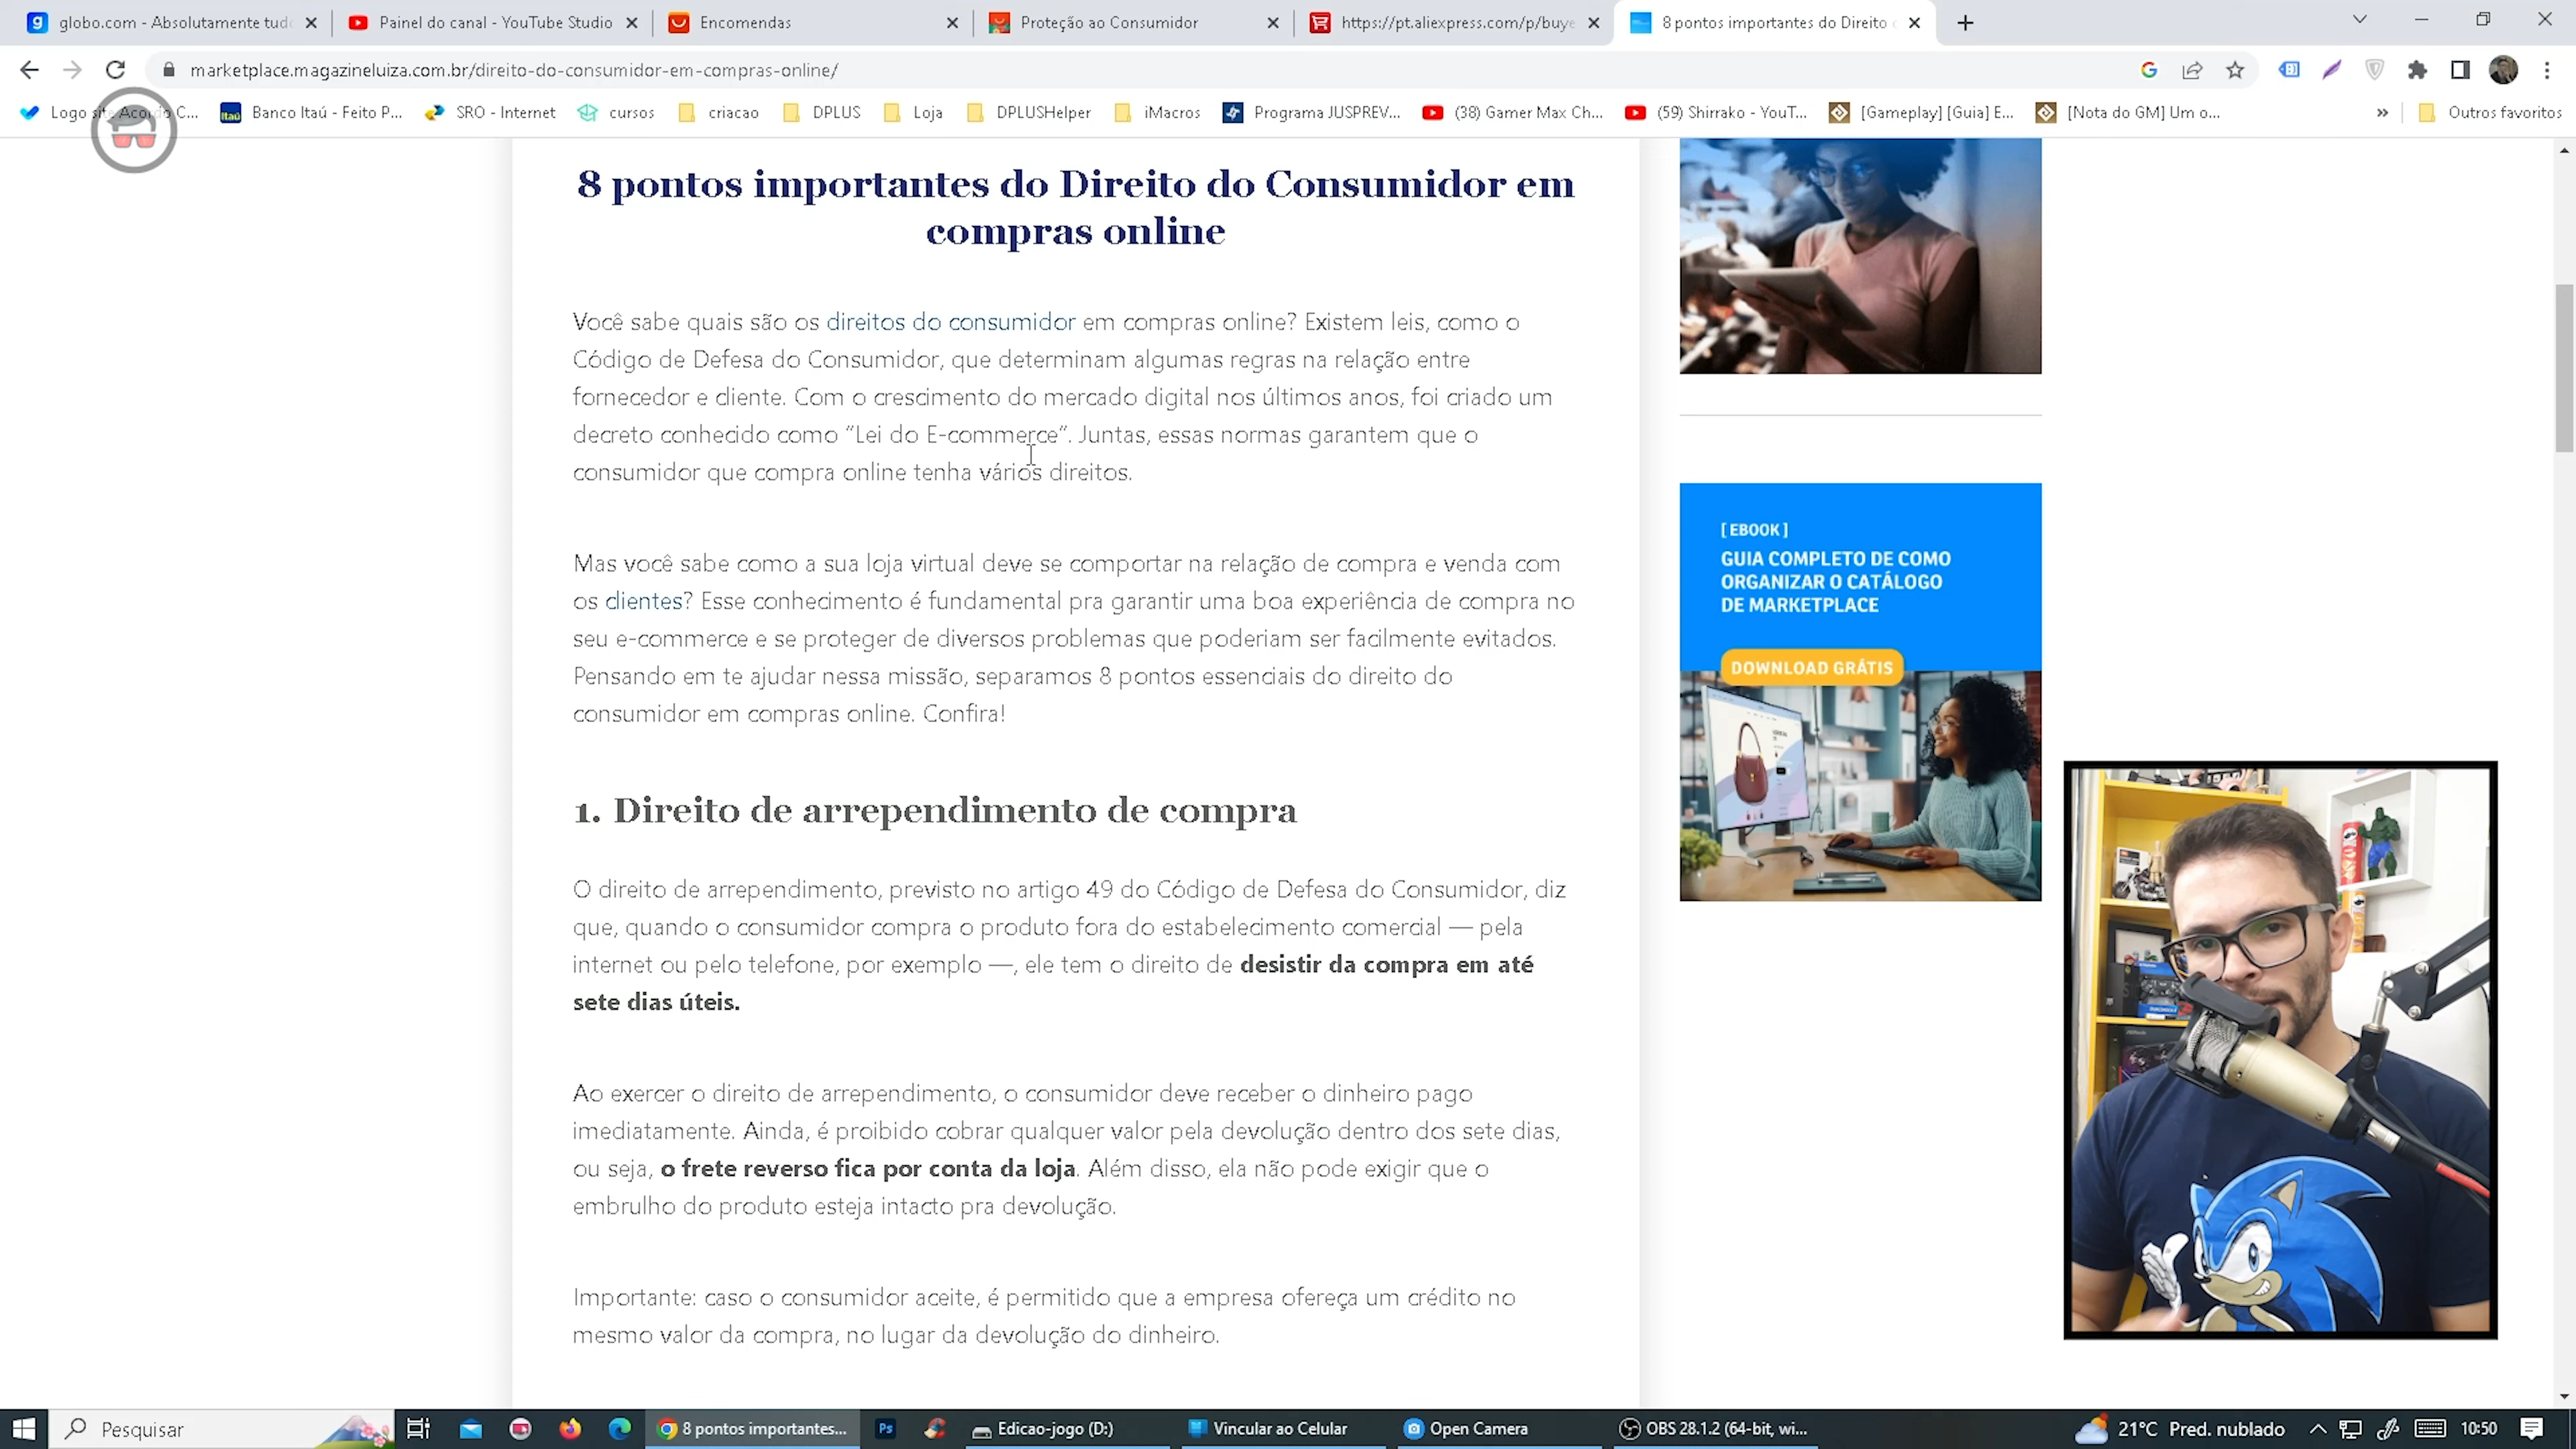 globo.com - Absolutamente tud
Painel do canal - YouTube Studio
Encomendas
Proteção ao Consumidor
https://pt.aliexpress.com/p/buye
8 pontos importantes do Direito
marketplace.magazineluiza.com.br/direito-do-consumidor-em-compras-online/
Logo site Acordo C...
Banco Itaú - Feito P...
SRO - Internet
cursos
criacao
DPLUS
Loja
DPLUSHelper
iMacros
Programa JUSPREV...
(38) Gamer Max Ch...
(59) Shirrako - YouT...
[Gameplay] [Guia] E...
[Nota do GM] Um o...
Outros favoritos
8 pontos importantes do Direito do Consumidor em
compras online
Você sabe quais são os direitos do consumidor em compras online? Existem leis, como o
Código de Defesa do Consumidor, que determinam algumas regras na relação entre
fornecedor e cliente. Com o crescimento do mercado digital nos últimos anos, foi criado um
decreto conhecido como “Lei do E-commerce“. Juntas, essas normas garantem que o
consumidor que compra online tenha vários direitos.
Mas você sabe como a sua loja virtual deve se comportar na relação de compra e venda com
os clientes? Esse conhecimento é fundamental pra garantir uma boa experiência de compra no
seu e-commerce e se proteger de diversos problemas que poderiam ser facilmente evitados.
Pensando em te ajudar nessa missão, separamos 8 pontos essenciais do direito do
consumidor em compras online. Confira!
1. Direito de arrependimento de compra
O direito de arrependimento, previsto no artigo 49 do Código de Defesa do Consumidor, diz
que, quando o consumidor compra o produto fora do estabelecimento comercial — pela
internet ou pelo telefone, por exemplo —, ele tem o direito de desistir da compra em até
sete dias úteis.
Ao exercer o direito de arrependimento, o consumidor deve receber o dinheiro pago
imediatamente. Ainda, é proibido cobrar qualquer valor pela devolução dentro dos sete dias,
ou seja, o frete reverso fica por conta da loja. Além disso, ela não pode exigir que o
embrulho do produto esteja intacto pra devolução.
Importante: caso o consumidor aceite, é permitido que a empresa ofereça um crédito no
mesmo valor da compra, no lugar da devolução do dinheiro.
[ EBOOK ]
GUIA COMPLETO DE COMO
ORGANIZAR O CATÁLOGO
DE MARKETPLACE
DOWNLOAD GRÁTIS
Pesquisar
Ps
8 pontos importantes...
Edicao-jogo (D:)
Vincular ao Celular
Open Camera
OBS 28.1.2 (64-bit, wi...
21°C Pred. nublado
10:50